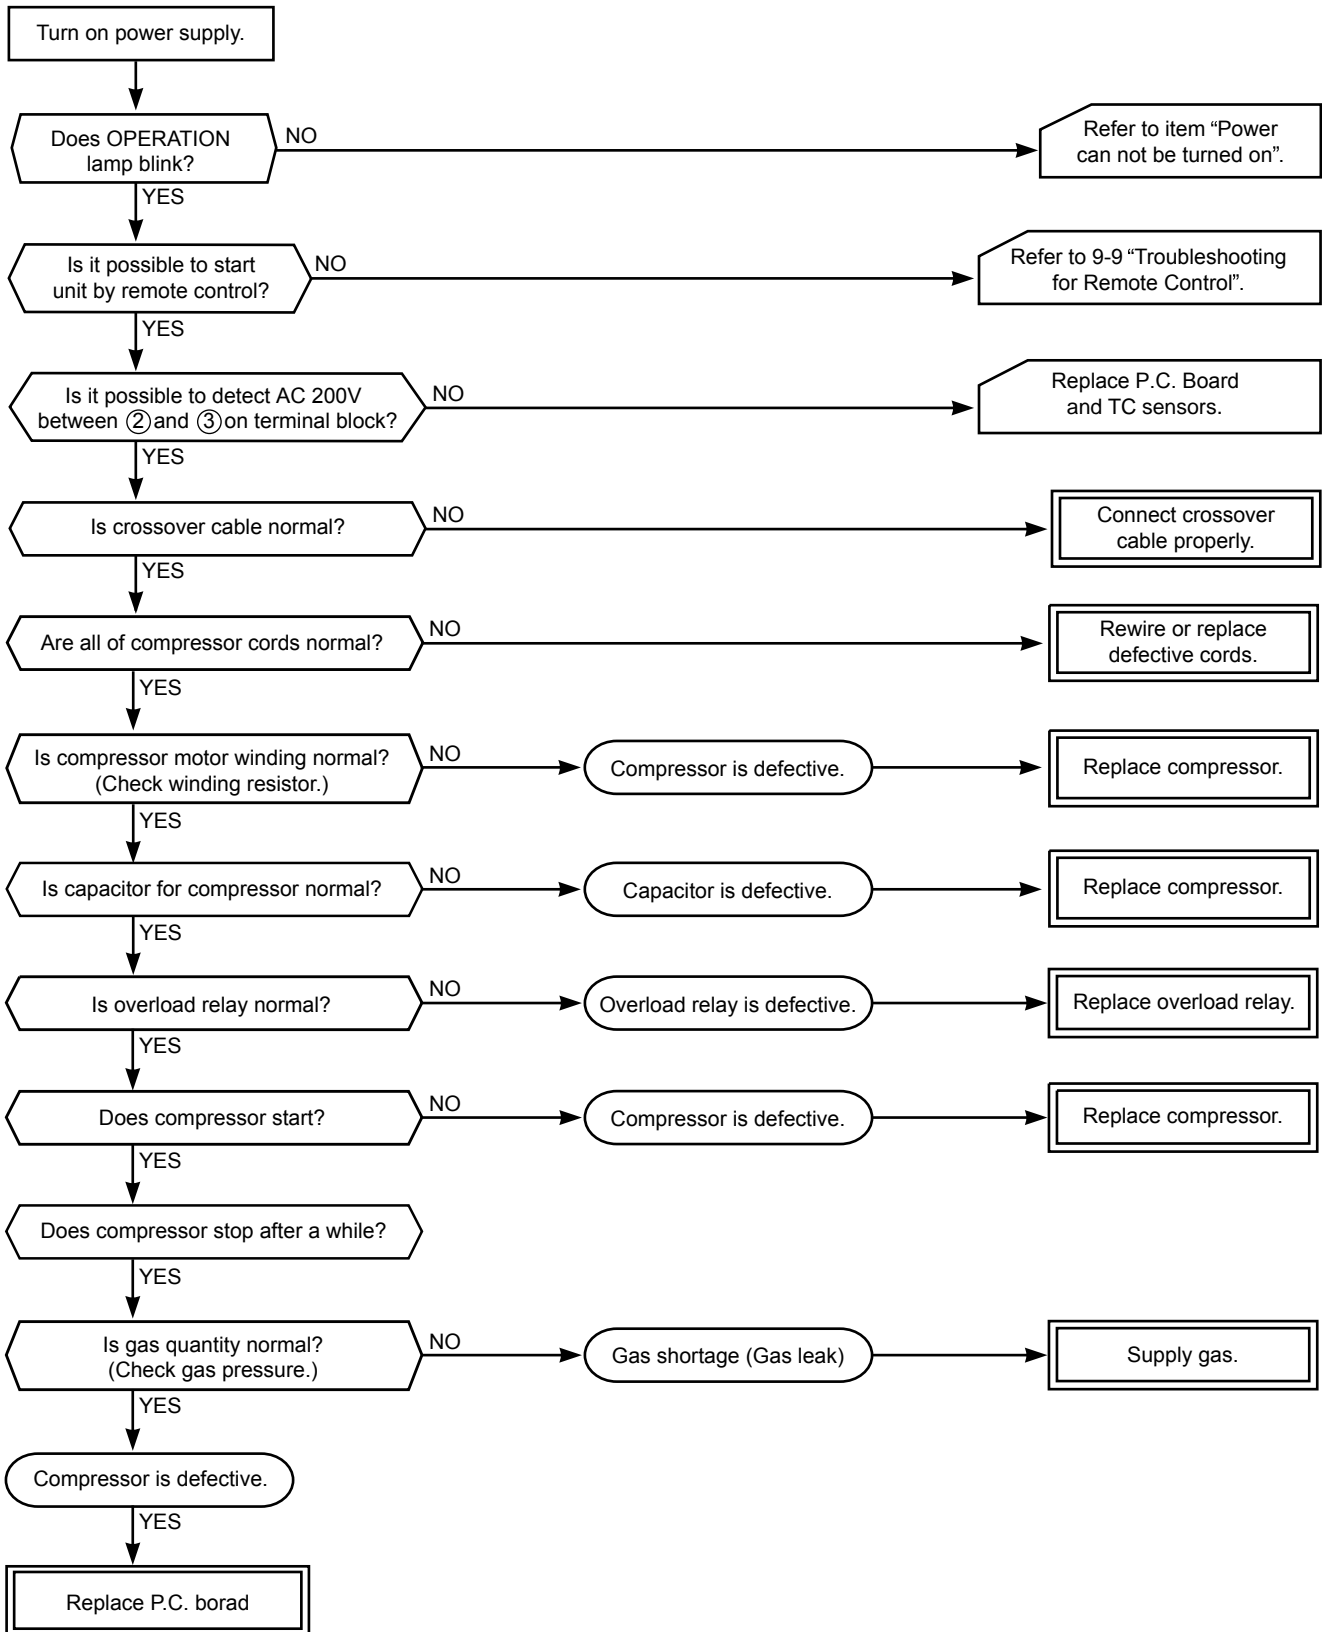 Turn on power supply.
Does OPERATION
lamp blink?
NO
Refer to item “Power
can not be turned on”.
YES
Is it possible to start
unit by remote control?
NO
Refer to 9-9 “Troubleshooting
for Remote Control”.
YES
Is it possible to detect AC 200V
between ② and ③ on terminal block?
NO
Replace P.C. Board
and TC sensors.
YES
Is crossover cable normal?
NO
Connect crossover
cable properly.
YES
Are all of compressor cords normal?
NO
Rewire or replace
defective cords.
YES
Is compressor motor winding normal?
(Check winding resistor.)
NO
Compressor is defective.
Replace compressor.
YES
Is capacitor for compressor normal?
NO
Capacitor is defective.
Replace compressor.
YES
Is overload relay normal?
NO
Overload relay is defective.
Replace overload relay.
YES
Does compressor start?
NO
Compressor is defective.
Replace compressor.
YES
Does compressor stop after a while?
YES
Is gas quantity normal?
(Check gas pressure.)
NO
Gas shortage (Gas leak)
Supply gas.
YES
Compressor is defective.
YES
Replace P.C. borad